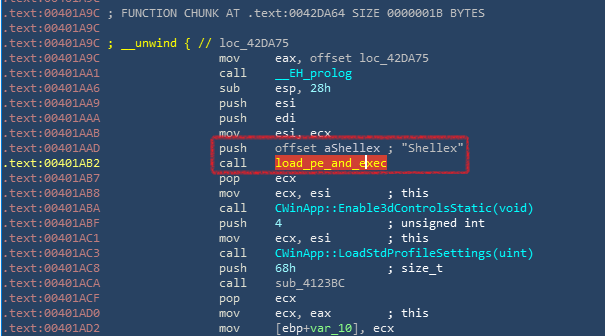 .text:00401A9C ; FUNCTION CHUNK AT .text:0042DA64 SIZE 0000001B BYTES
.text:00401A9C
.text:00401A9C ; __unwind { // loc_42DA75
.text:00401A9C mov eax, offset loc_42DA75
.text:00401AA1 call __EH_prolog
.text:00401AA6 sub esp, 28h
.text:00401AA9 push esi
.text:00401AAA push edi
.text:00401AAB mov esi, ecx
.text:00401AAD push offset aShellex ; "Shellex"
.text:00401AB2 call load_pe_and_exec
.text:00401AB7 pop ecx
.text:00401AB8 mov ecx, esi ; this
.text:00401ABA call CWinApp::Enable3dControlsStatic(void)
.text:00401ABF push 4 ; unsigned int
.text:00401AC1 mov ecx, esi ; this
.text:00401AC3 call CWinApp::LoadStdProfileSettings(uint)
.text:00401AC8 push 68h ; size_t
.text:00401ACA call sub_4123BC
.text:00401ACF pop ecx
.text:00401AD0 mov ecx, eax ; this
.text:00401AD2 mov [ebp+var_10], ecx